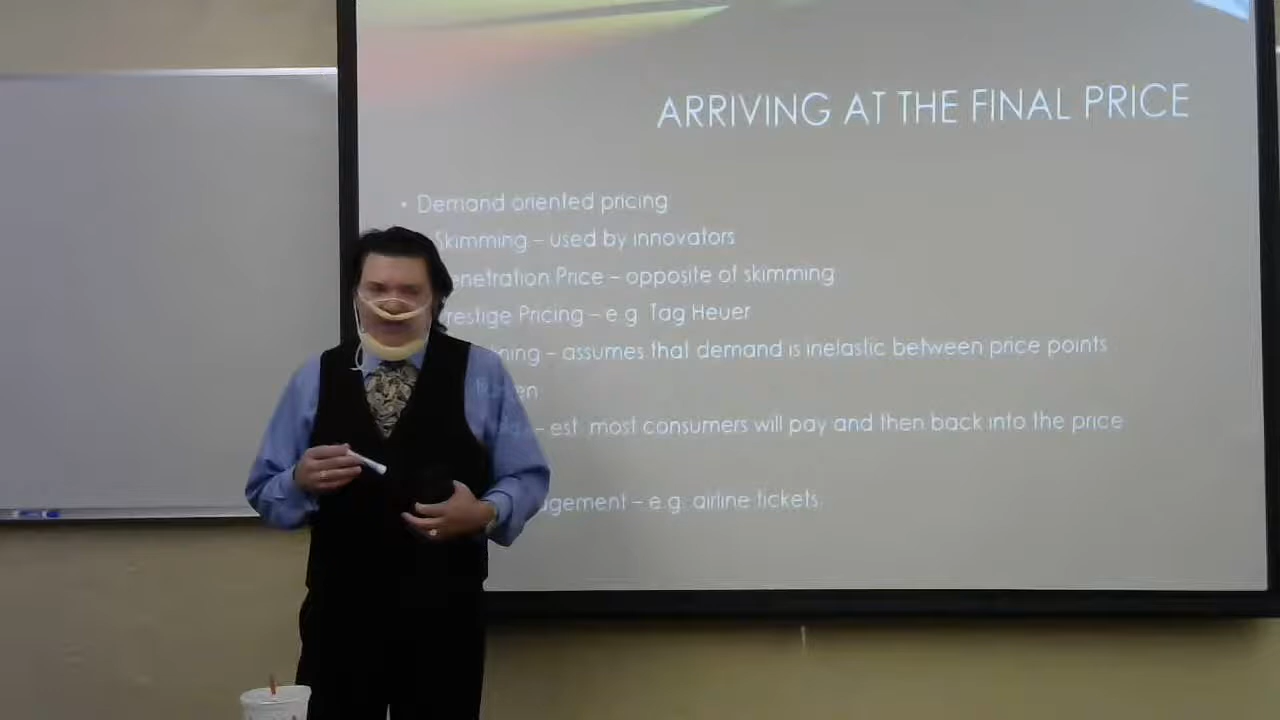 ARRIVING AT THE FINAL PRICE
• Demand oriented pricing
Skimming – used by innovators
enetration Price – opposite of skimming
restige Pricing – e.g. Tag Heuer
ning – assumes that demand is inelastic between price points
en
– est. most consumers will pay and then back into the price
gement – e.g. airline tickets